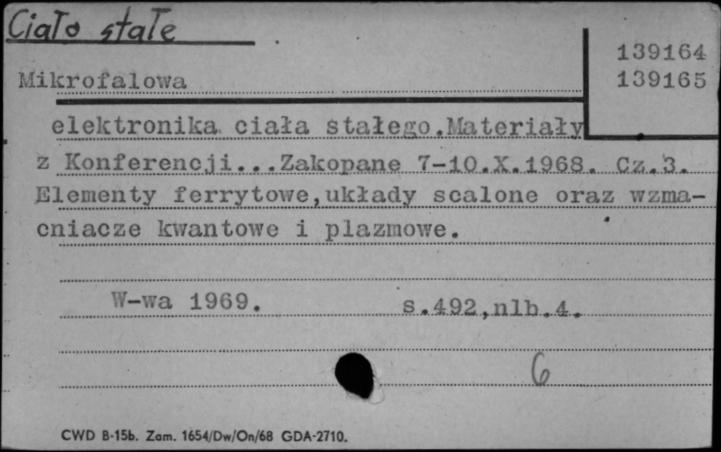 Ciało stałe
139164
Mikrofalowa
139165
elektronika ciała stałego.Materiały
z Konferencji...Zakopane 7-10.X.1968. Cz.3.
Elementy ferrytowe,układy scalone oraz wzma-
cniacze kwantowe i plazmowe.
W-wa 1969. s.492,nlb.4.
6
CWD B-15b. Zam. 1654/Dw/On/68 GDA-2710.